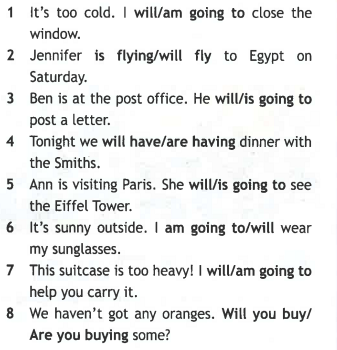 1 It's too cold. I will/am going to close the
window.
2 Jennifer is flying/will fly to Egypt on
Saturday.
3 Ben is at the post office. He will/is going to
post a letter.
4 Tonight we will have/are having dinner with
the Smiths.
5 Ann is visiting Paris. She will/is going to see
the Eiffel Tower.
6 It's sunny outside. I am going to/will wear
my sunglasses.
7 This suitcase is too heavy! I will/am going to
help you carry it.
8 We haven't got any oranges. Will you buy/
Are you buying some?